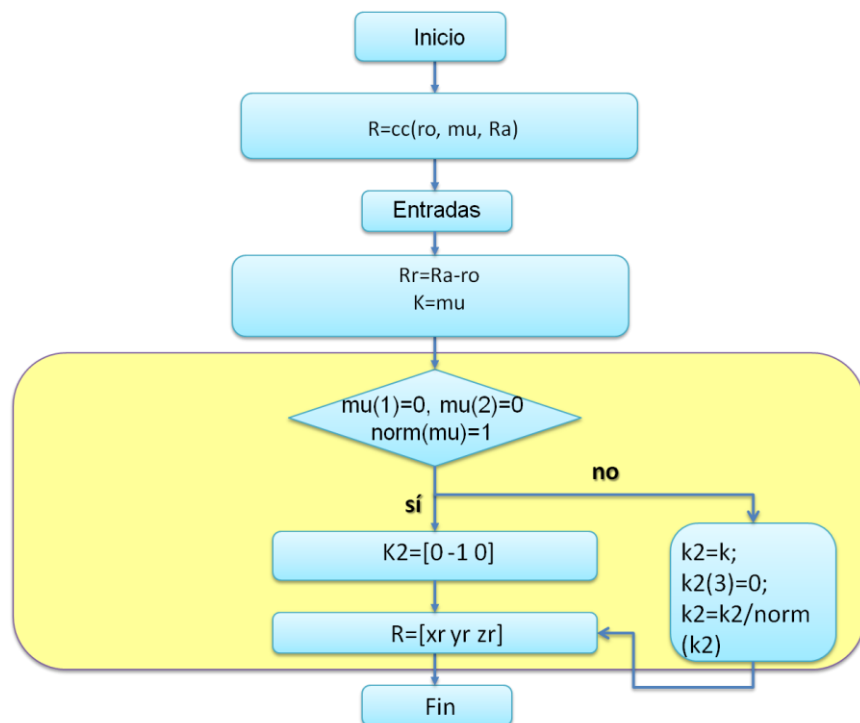 Inicio
R=cc(ro, mu, Ra)
Entradas
Rr=Ra-ro
K=mu
mu(1)=0, mu(2)=0
norm(mu)=1
no
sí
K2=[0 -1 0]
k2=k;
k2(3)=0;
k2=k2/norm
(k2)
R=[xr yr zr]
Fin